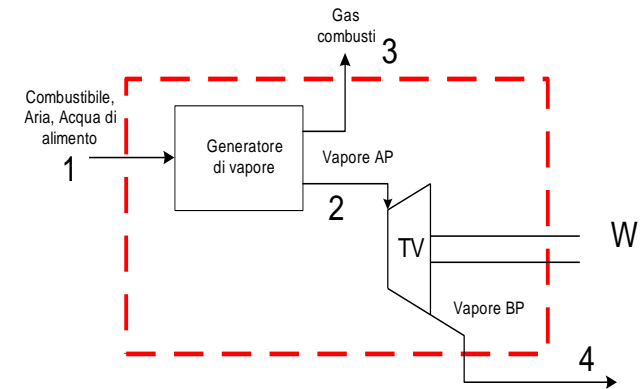 Gas
combusti
3
Combustibile,
Aria, Acqua di
alimento
1
Generatore
di vapore
Vapore AP
2
TV
W
Vapore BP
4